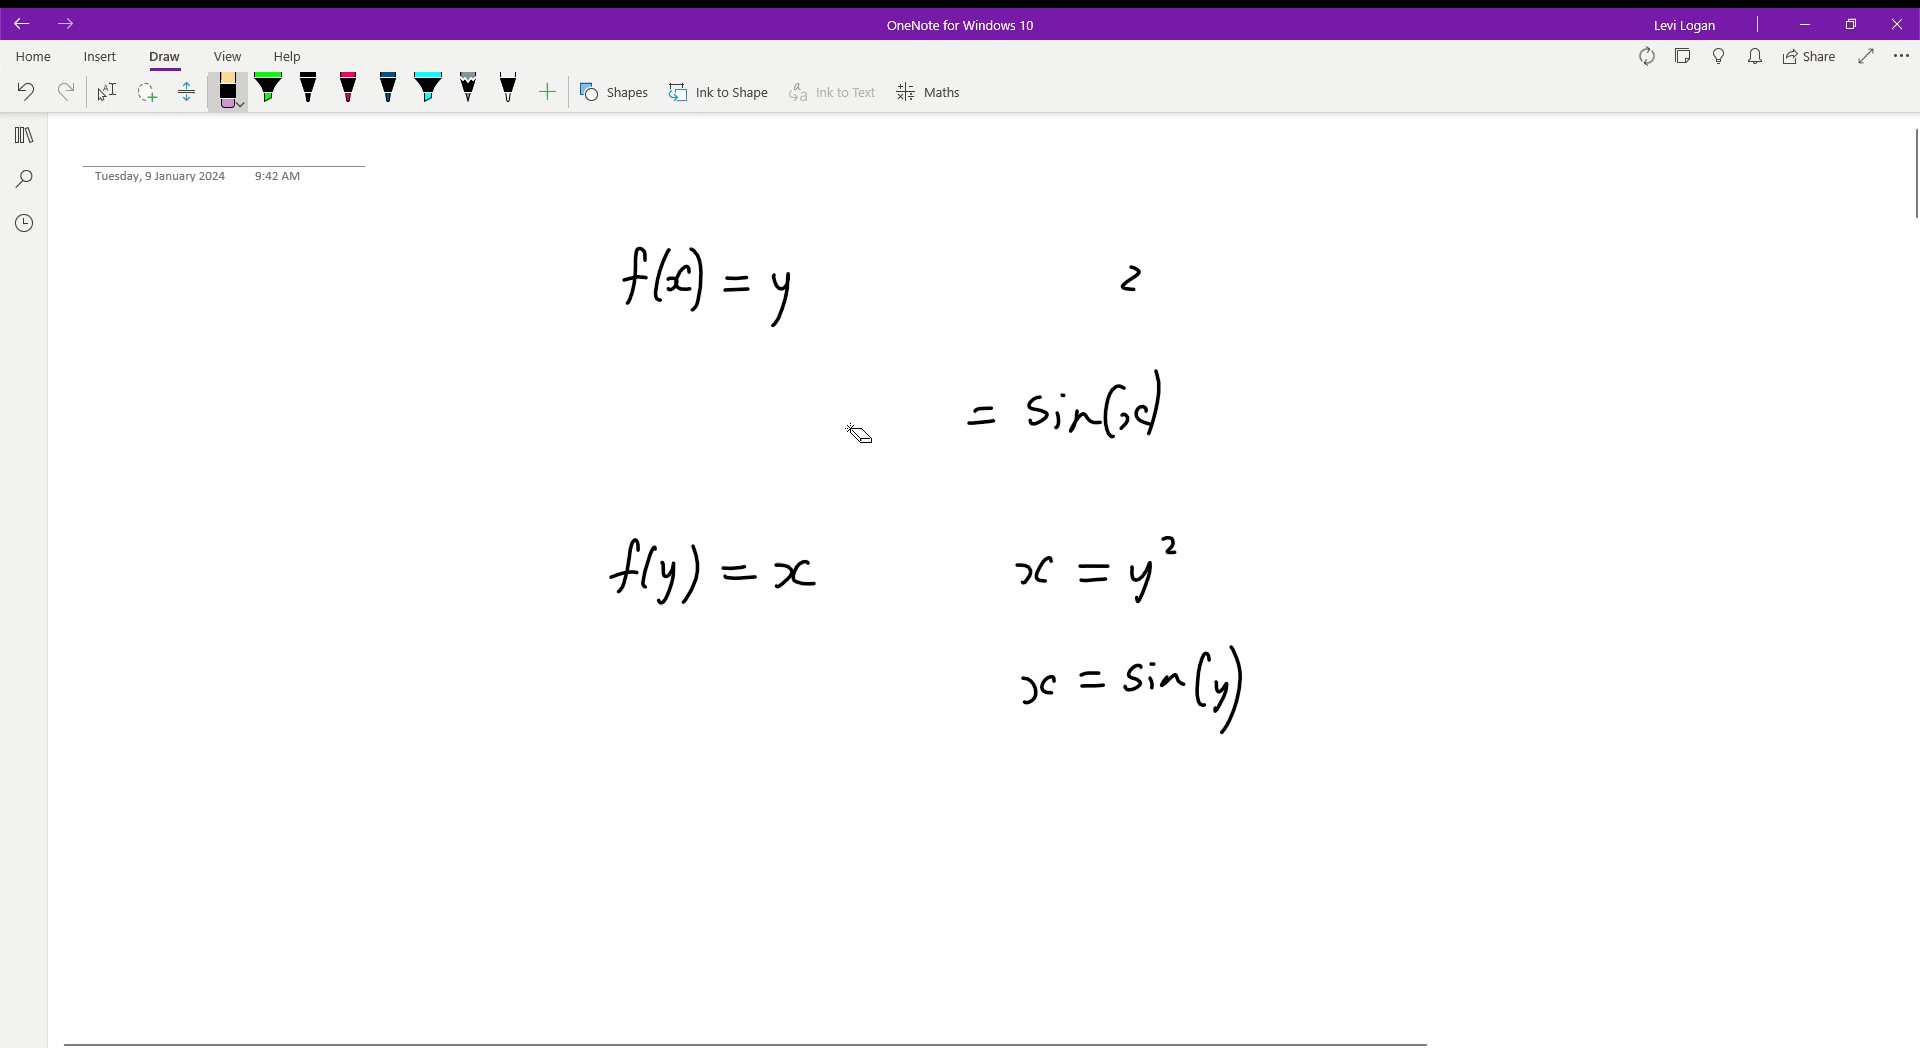 OneNote for Windows 10
Levi Logan
Home Insert Draw View Help
Share
Shapes Ink to Shape Ink to Text Maths
Tuesday, 9 January 2024 9:42 AM
f(x) = y 2
= sin(x)
f(y) = x x = y²
x = sin(y)